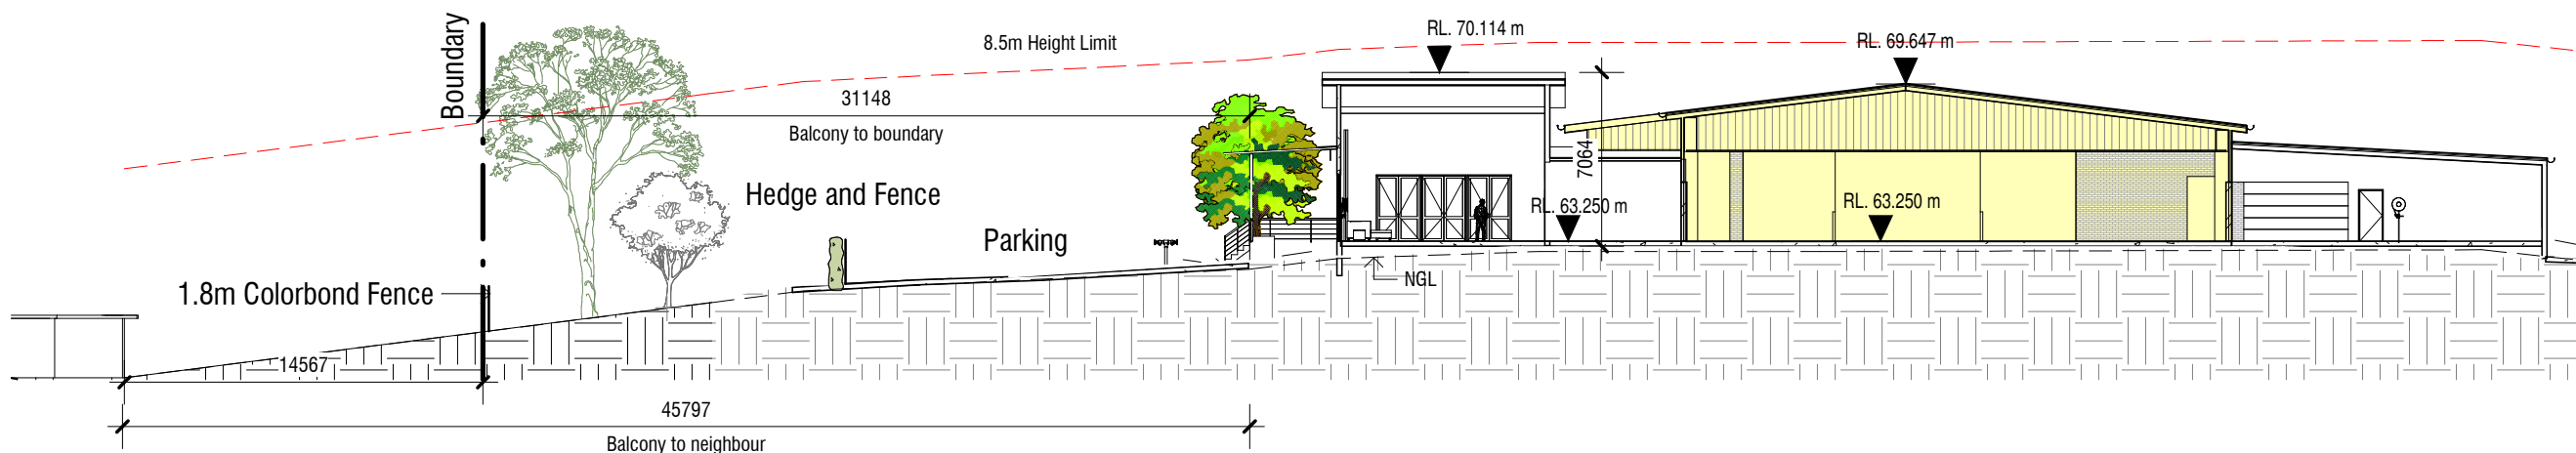 Boundary
8.5m Height Limit
RL. 70.114 m
RL. 69.647 m
31148
Balcony to boundary
7064
Hedge and Fence
RL. 63.250 m
RL. 63.250 m
Parking
NGL
1.8m Colorbond Fence
14567
45797
Balcony to neighbour